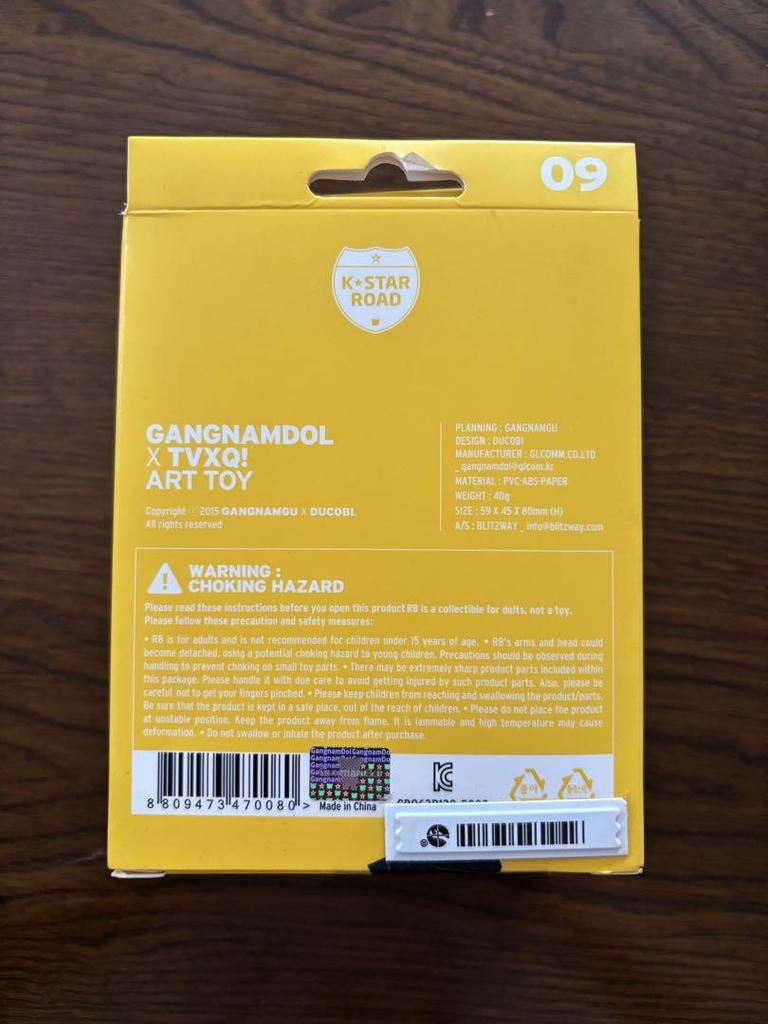 09
K★STAR
ROAD
GANGNAMDOL
X TVXQ!
ART TOY
Copyright ⓒ 2015 GANGNAMGU X DUCOBI.
All rights reserved
PLANNING : GANGNAMGU
DESIGN : DUCOBI
MANUFACTURER : GLCOMM.CO.LTD
_ gangnamdol@glcom.kr
MATERIAL : PVC·ABS·PAPER
WEIGHT : 40g
SIZE : 59 X 45 X 80mm (H)
A/S : BLITZWAY _ info@blitzway.com
WARNING :
CHOKING HAZARD
Please read these instructions before you open this product RB is a collectible for dults, not a toy.
Please follow these precaution and safety measures:
• RB is for adults and is not recommended for children under 15 years of age. • RB's arms and head could
become detached, osing a potential choking hazard to young children. Precautions should be observed during
handling to prevent choking on small toy parts. • There may be extremely sharp product parts included within
this package. Please handle it with due care to avoid getting injured by such product parts. Also, please be
careful not to get your fingers pinched. • Please keep children from reaching and swallowing the product/parts.
Be sure that the product is kept in a safe place, out of the reach of children. • Please do not place the product
at unstable position. Keep the product away from flame. It is lammable and high temperature may cause
deformation. • Do not swallow or inhale the product after purchase.
GangnamDol GangnamDo
8 809473 470080 >
Made in China
®